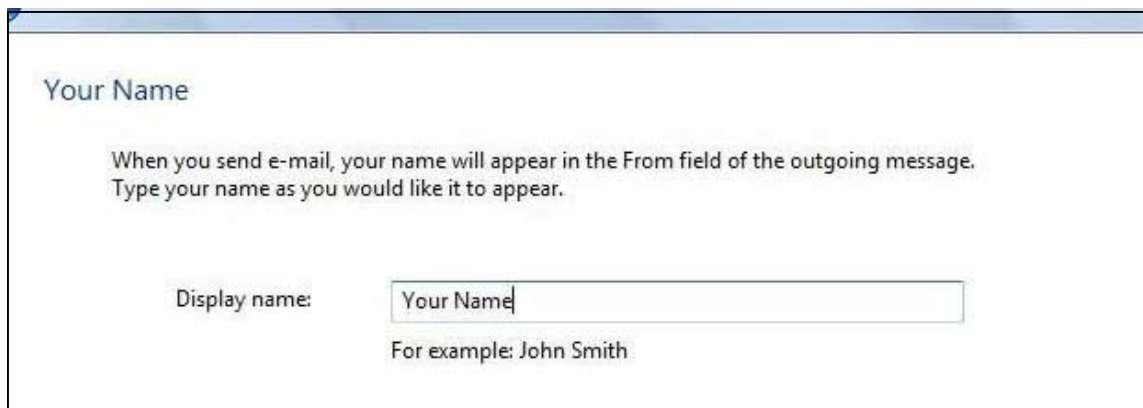 Your Name
When you send e-mail, your name will appear in the From field of the outgoing message.
Type your name as you would like it to appear.
Display name: Your Name
For example: John Smith